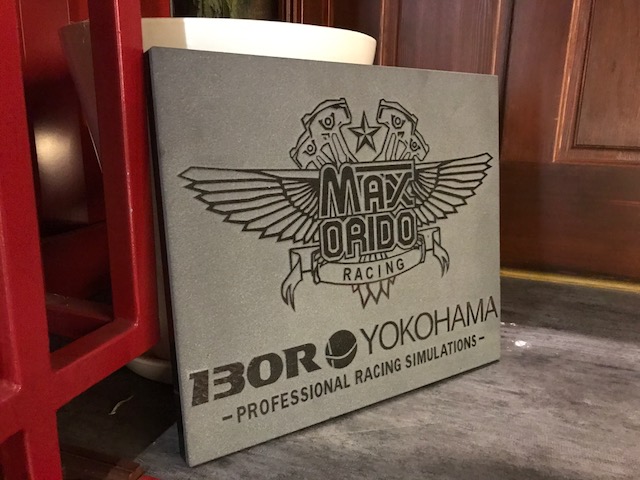 MAX
ORIDO
RACING
130R YOKOHAMA
-PROFESSIONAL RACING SIMULATIONS-